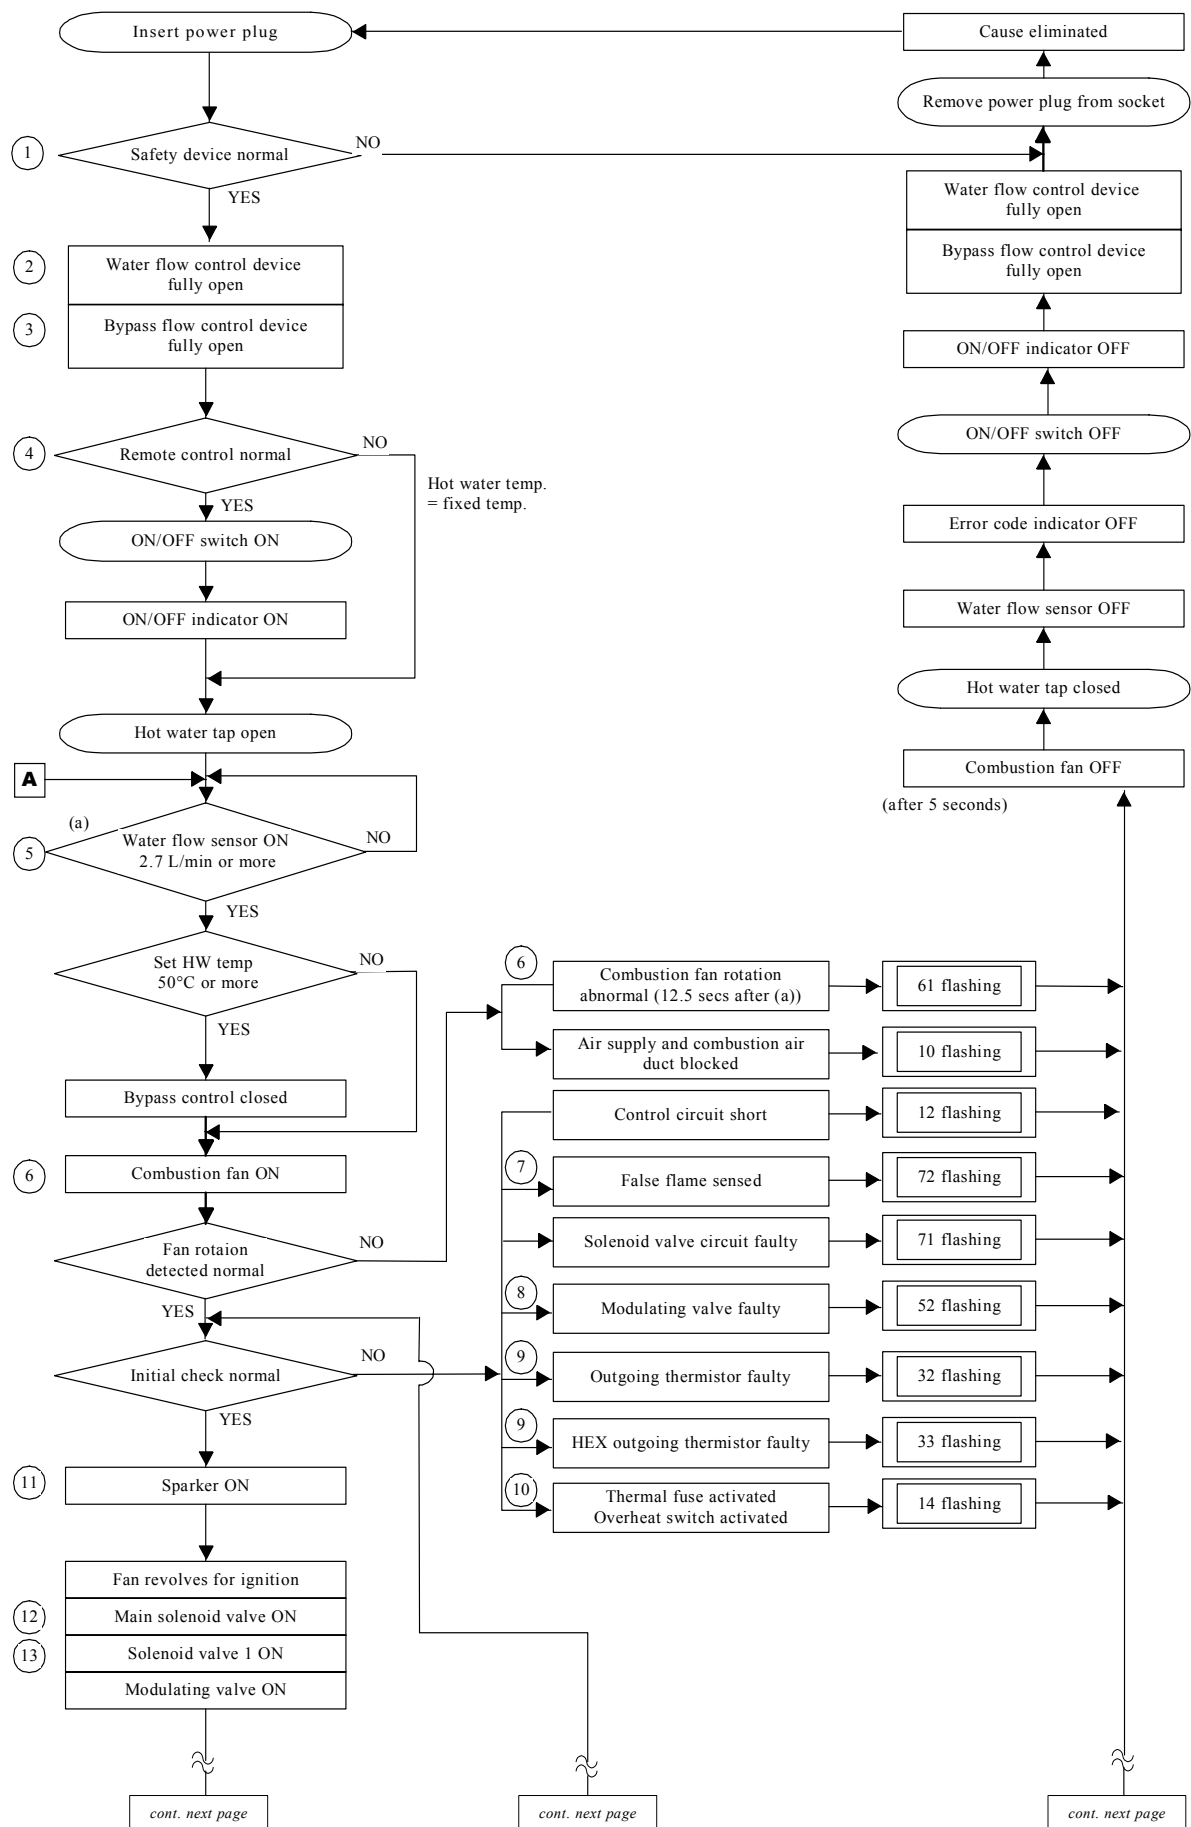 Insert power plug
Cause eliminated
Remove power plug from socket
1
Safety device normal
NO
YES
Water flow control device
fully open
Bypass flow control device
fully open
2
Water flow control device
fully open
3
Bypass flow control device
fully open
ON/OFF indicator OFF
4
Remote control normal
NO
YES
Hot water temp.
= fixed temp.
ON/OFF switch OFF
ON/OFF switch ON
Error code indicator OFF
ON/OFF indicator ON
Water flow sensor OFF
Hot water tap closed
Hot water tap open
Combustion fan OFF
(after 5 seconds)
A
(a)
5
Water flow sensor ON
2.7 L/min or more
NO
YES
Set HW temp
50°C or more
NO
YES
Bypass control closed
6
Combustion fan ON
Fan rotaion
detected normal
NO
YES
Initial check normal
NO
YES
6
Combustion fan rotation
abnormal (12.5 secs after (a))
61 flashing
Air supply and combustion air
duct blocked
10 flashing
Control circuit short
12 flashing
7
False flame sensed
72 flashing
Solenoid valve circuit faulty
71 flashing
8
Modulating valve faulty
52 flashing
9
Outgoing thermistor faulty
32 flashing
9
HEX outgoing thermistor faulty
33 flashing
10
Thermal fuse activated
Overheat switch activated
14 flashing
11
Sparker ON
Fan revolves for ignition
12
Main solenoid valve ON
13
Solenoid valve 1 ON
Modulating valve ON
cont. next page
cont. next page
cont. next page